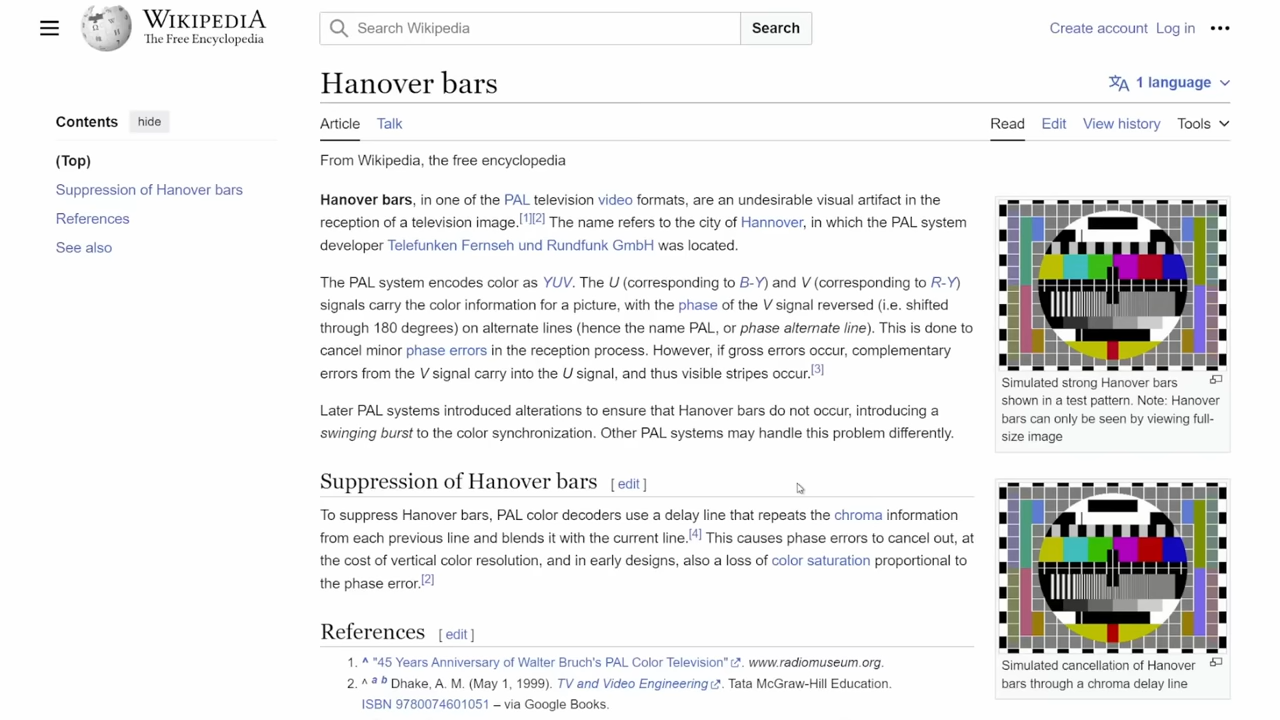 WIKIPEDIA
The Free Encyclopedia
Search Wikipedia
Search
Create account Log in
Hanover bars
1 language
Contents hide
Article Talk
Read Edit View history Tools
(Top)
From Wikipedia, the free encyclopedia
Suppression of Hanover bars
References
See also
Hanover bars, in one of the PAL television video formats, are an undesirable visual artifact in the
reception of a television image.[1][2] The name refers to the city of Hannover, in which the PAL system
developer Telefunken Fernseh und Rundfunk GmbH was located.
The PAL system encodes color as YUV. The U (corresponding to B-Y) and V (corresponding to R-Y)
signals carry the color information for a picture, with the phase of the V signal reversed (i.e. shifted
through 180 degrees) on alternate lines (hence the name PAL, or phase alternate line). This is done to
cancel minor phase errors in the reception process. However, if gross errors occur, complementary
errors from the V signal carry into the U signal, and thus visible stripes occur.[3]
Later PAL systems introduced alterations to ensure that Hanover bars do not occur, introducing a
swinging burst to the color synchronization. Other PAL systems may handle this problem differently.
Simulated strong Hanover bars
shown in a test pattern. Note: Hanover
bars can only be seen by viewing full-
size image
Suppression of Hanover bars [ edit ]
To suppress Hanover bars, PAL color decoders use a delay line that repeats the chroma information
from each previous line and blends it with the current line.[4] This causes phase errors to cancel out, at
the cost of vertical color resolution, and in early designs, also a loss of color saturation proportional to
the phase error.[2]
Simulated cancellation of Hanover
bars through a chroma delay line
References [ edit ]
1. ^ "45 Years Anniversary of Walter Bruch's PAL Color Television". www.radiomuseum.org.
2. ^ a b Dhake, A. M. (May 1, 1999). TV and Video Engineering. Tata McGraw-Hill Education.
ISBN 9780074601051 – via Google Books.